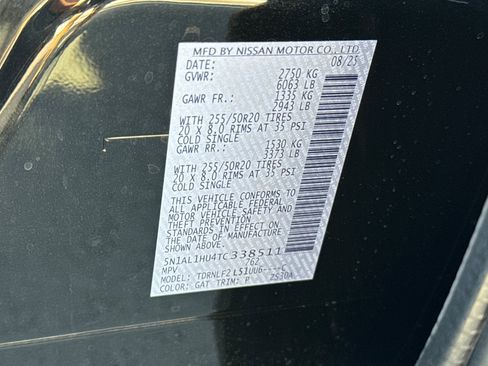 MFD BY NISSAN MOTOR CO., LTD
DATE: 08/25
GVWR: 2750 KG
6063 LB
GAWR FR.: 1335 KG
2943 LB
WITH 255/50R20 TIRES
20 x 8.0 RIMS AT 35 PSI
COLD SINGLE
GAWR RR.: 1530 KG
3373 LB
WITH 255/50R20 TIRES
20 x 8.0 RIMS AT 35 PSI
COLD SINGLE
THIS VEHICLE CONFORMS TO
ALL APPLICABLE FEDERAL
MOTOR VEHICLE SAFETY AND
THEFT PREVENTION
STANDARDS IN EFFECT ON
THE DATE OF MANUFACTURE
SHOWN ABOVE.
5N1AL1HU4TC338511
MPV 762
MODEL: TDRNLF2 L51UU6
COLOR: GAT TRIM: P